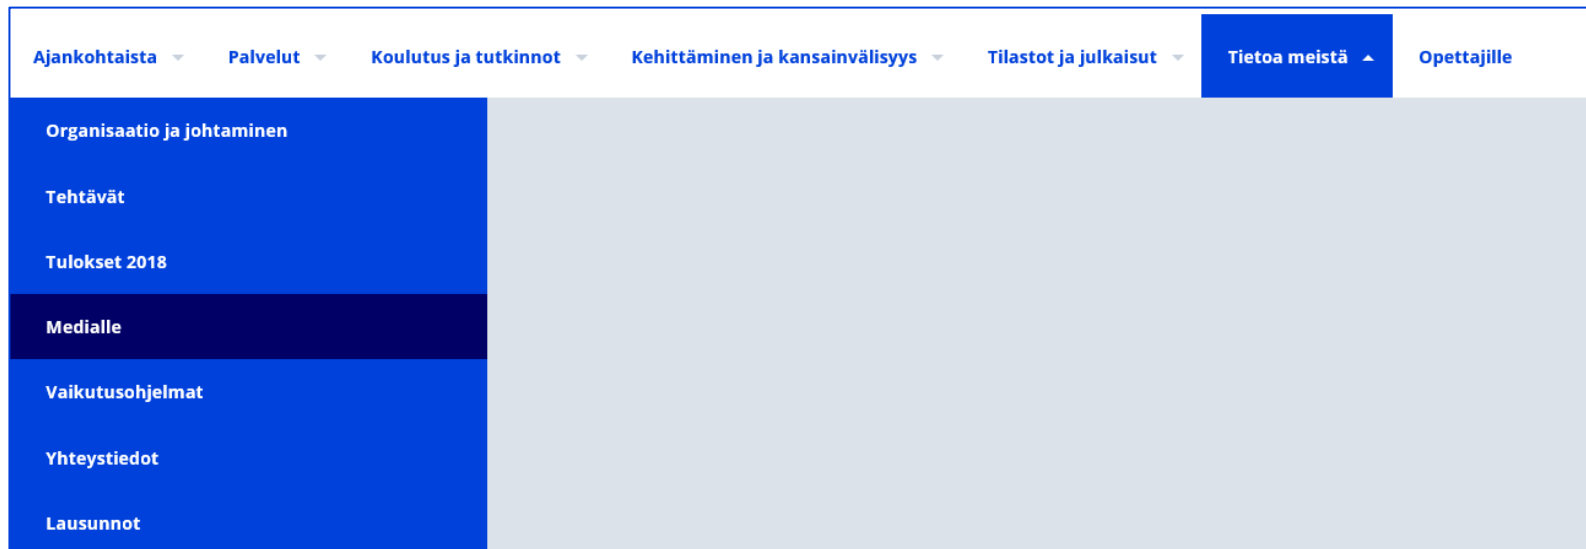 Ajankohtaista Palvelut Koulutus ja tutkinnot Kehittäminen ja kansainvälisyys Tilastot ja julkaisut Tietoa meistä Opettajille
Organisaatio ja johtaminen
Tehtävät
Tulokset 2018
Medialle
Vaikutusohjelmat
Yhteystiedot
Lausunnot